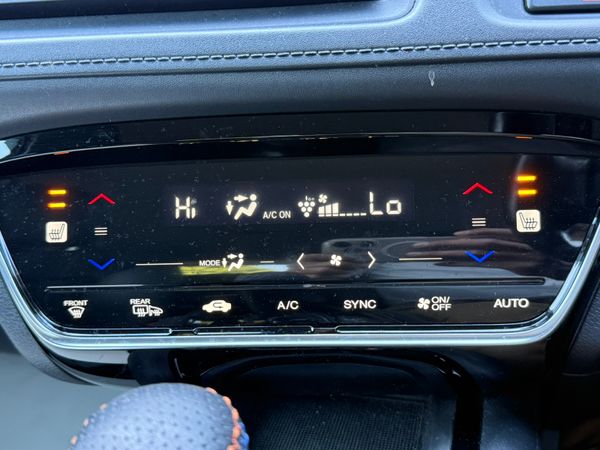 Hi A/C ON Lo
MODE
FRONT REAR A/C SYNC ON/OFF AUTO